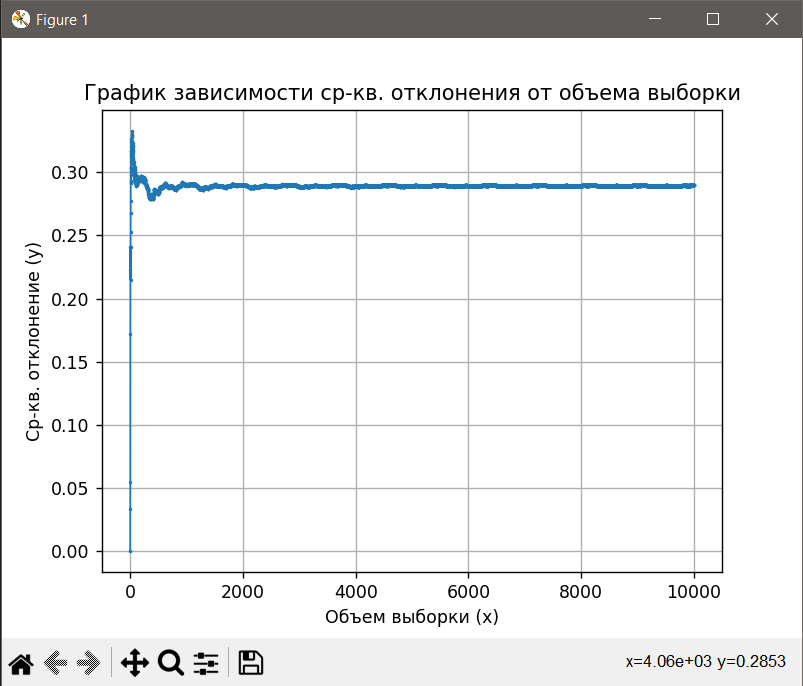 Figure 1
График зависимости ср-кв. отклонения от объема выборки
Ср-кв. отклонение (y)
0.30
0.25
0.20
0.15
0.10
0.05
0.00
0 2000 4000 6000 8000 10000
Объем выборки (x)
x=4.06e+03 y=0.2853